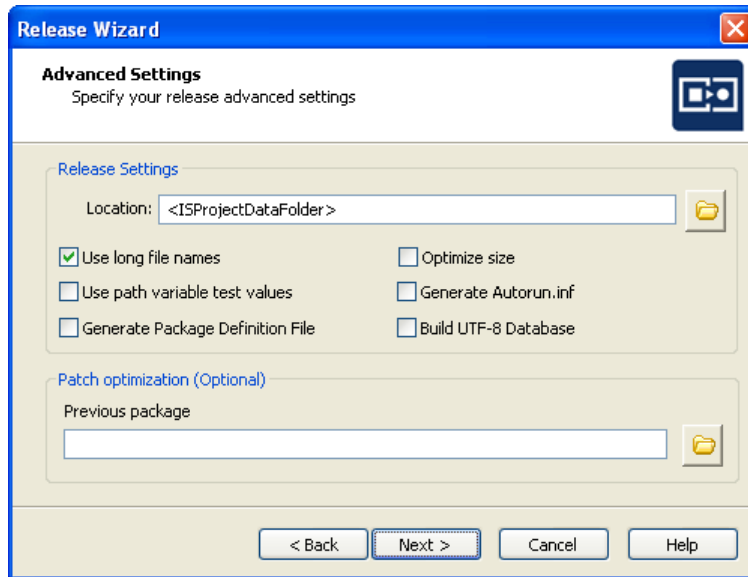 Release Wizard
Advanced Settings
Specify your release advanced settings
Release Settings
Location: <ISProjectDataFolder>
Use long file names Optimize size
Use path variable test values Generate Autorun.inf
Generate Package Definition File Build UTF-8 Database
Patch optimization (Optional)
Previous package
< Back Next > Cancel Help